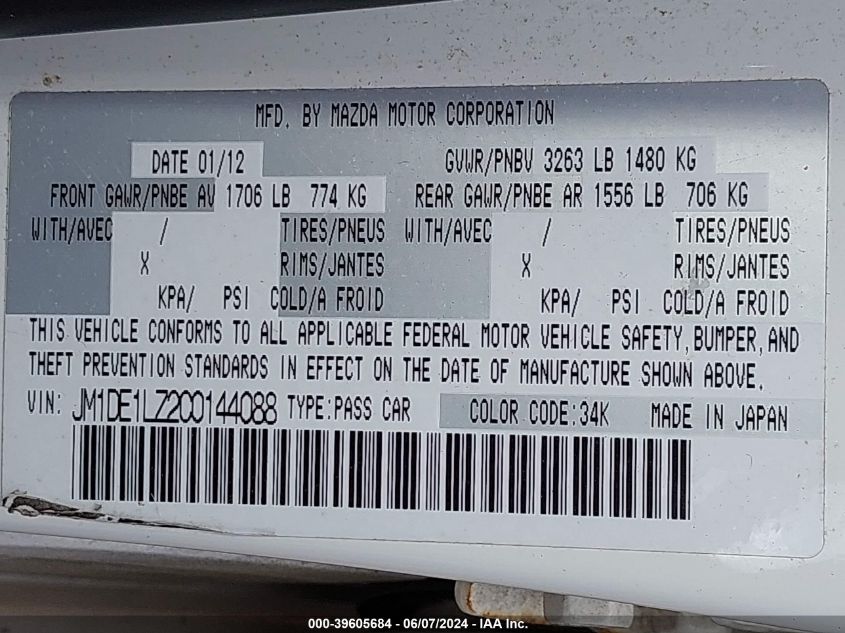 MFD. BY MAZDA MOTOR CORPORATION
DATE 01/12 GVWR/PNBV 3263 LB 1480 KG
FRONT GAWR/PNBE AV 1706 LB 774 KG REAR GAWR/PNBE AR 1556 LB 706 KG
WITH/AVEC / TIRES/PNEUS WITH/AVEC / TIRES/PNEUS
X RIMS/JANTES X RIMS/JANTES
KPA/ PSI COLD/A FROID KPA/ PSI COLD/A FROID
THIS VEHICLE CONFORMS TO ALL APPLICABLE FEDERAL MOTOR VEHICLE SAFETY, BUMPER, AND
THEFT PREVENTION STANDARDS IN EFFECT ON THE DATE OF MANUFACTURE SHOWN ABOVE.
VIN: JM1DE1LZ2C0144088 TYPE:PASS CAR COLOR CODE:34K MADE IN JAPAN
000-39605684 - 06/07/2024 - IAA Inc.